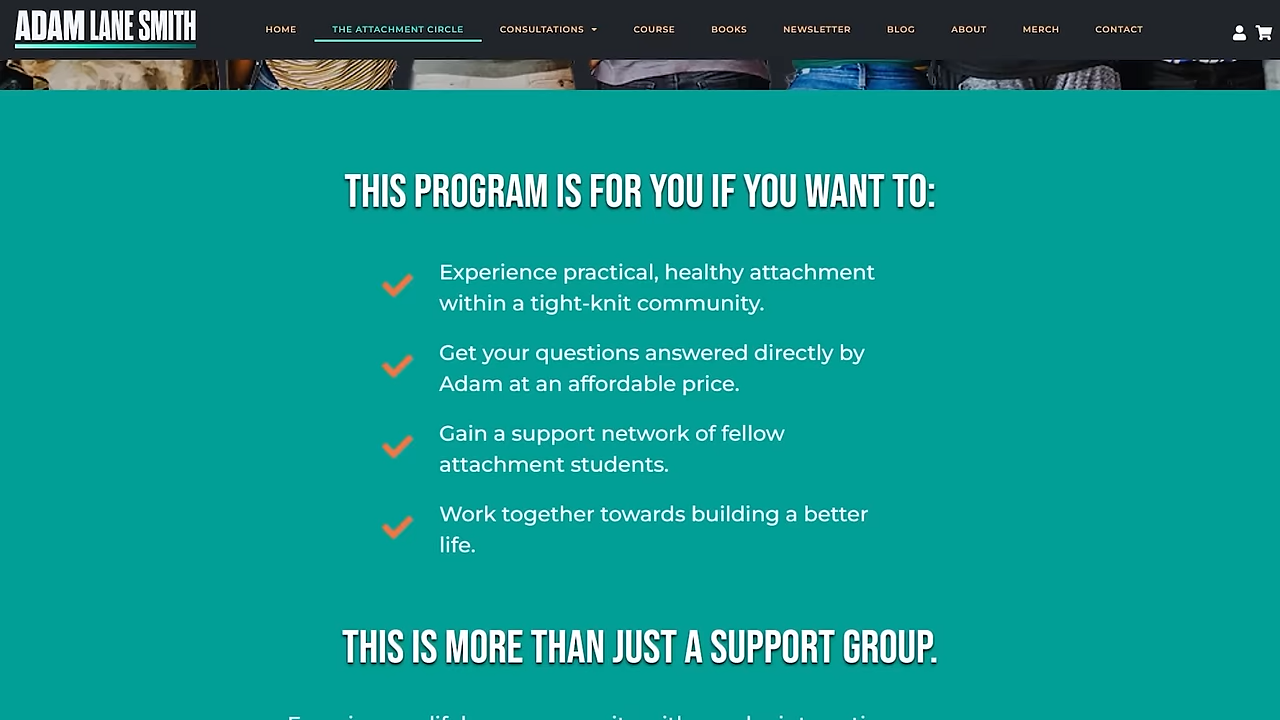 ADAM LANE SMITH
HOME
THE ATTACHMENT CIRCLE
CONSULTATIONS
COURSE
BOOKS
NEWSLETTER
BLOG
ABOUT
MERCH
CONTACT
THIS PROGRAM IS FOR YOU IF YOU WANT TO:
Experience practical, healthy attachment
within a tight-knit community.
Get your questions answered directly by
Adam at an affordable price.
Gain a support network of fellow
attachment students.
Work together towards building a better
life.
THIS IS MORE THAN JUST A SUPPORT GROUP.